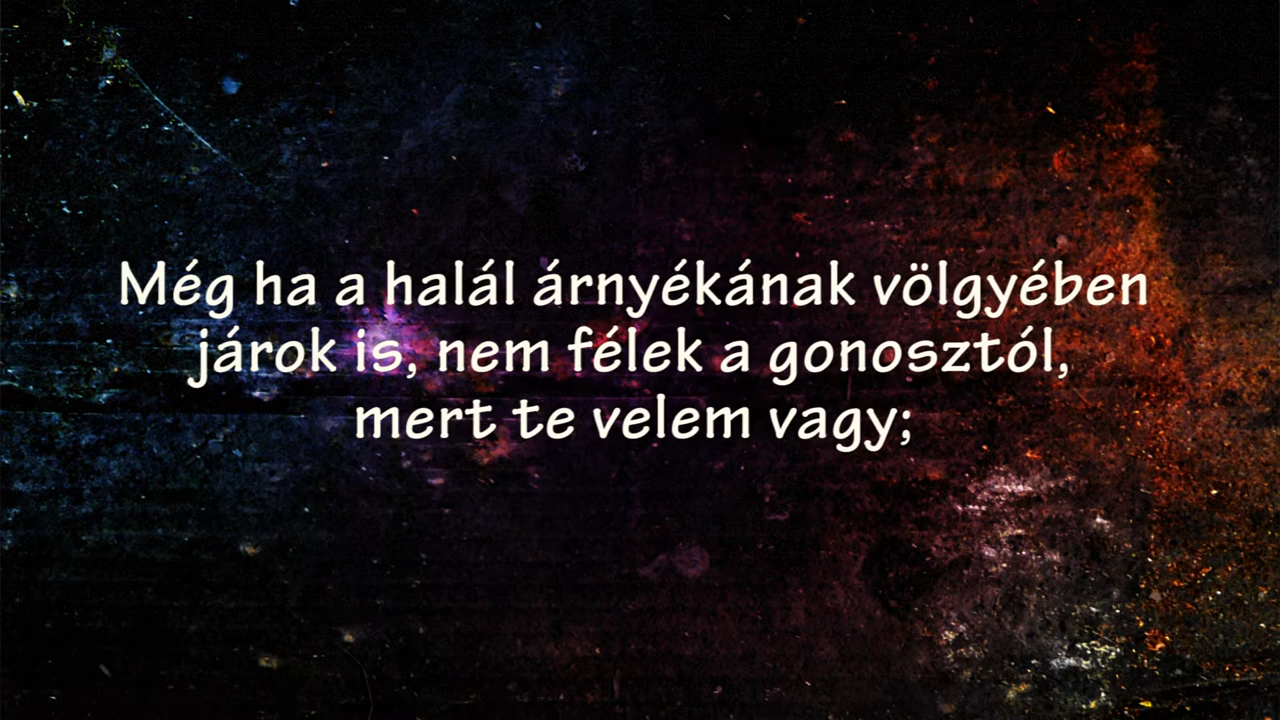 Még ha a halál árnyékának völgyében
járok is, nem félek a gonosztól,
mert te velem vagy;